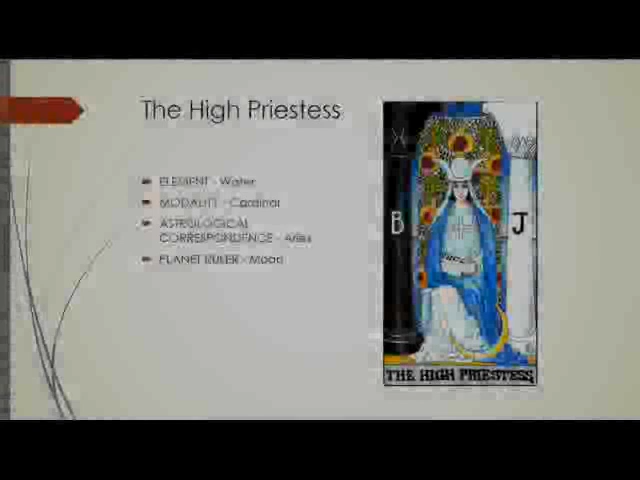 The High Priestess
ELEMENT - Water
MODALITY - Cardinal
ASTROLOGICAL
CORRESPONDENCE - Aries
PLANET RULER - Moon
B
J
THE HIGH PRIESTESS